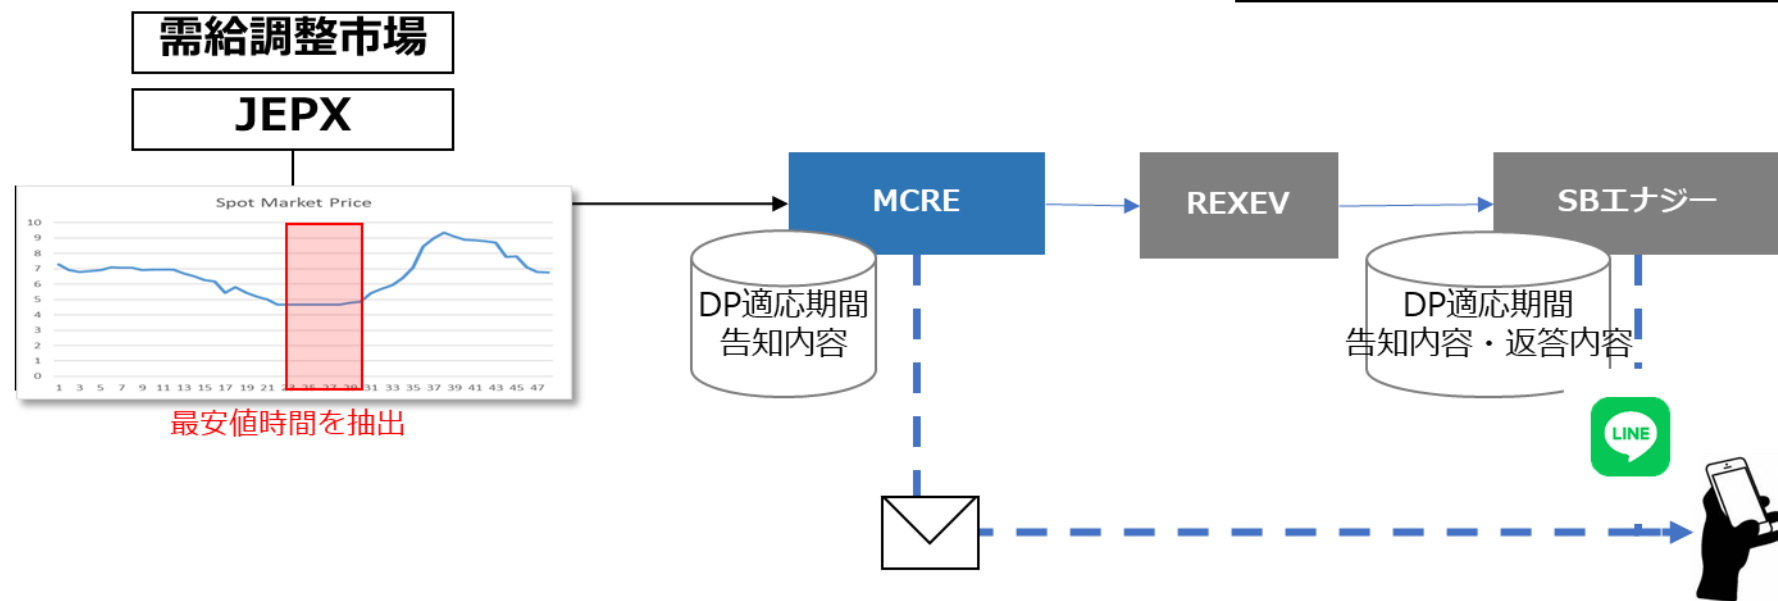 需給調整市場
JEPX
Spot Market Price
10
9
8
7
6
5
4
3
2
1
0
1 3 5 7 9 11 13 15 17 19 21 23 25 27 29 31 33 35 37 39 41 43 45 47
最安値時間を抽出
MCRE
DP適応期間
告知内容
REXEV
SBエナジー
DP適応期間
告知内容・返答内容
LINE